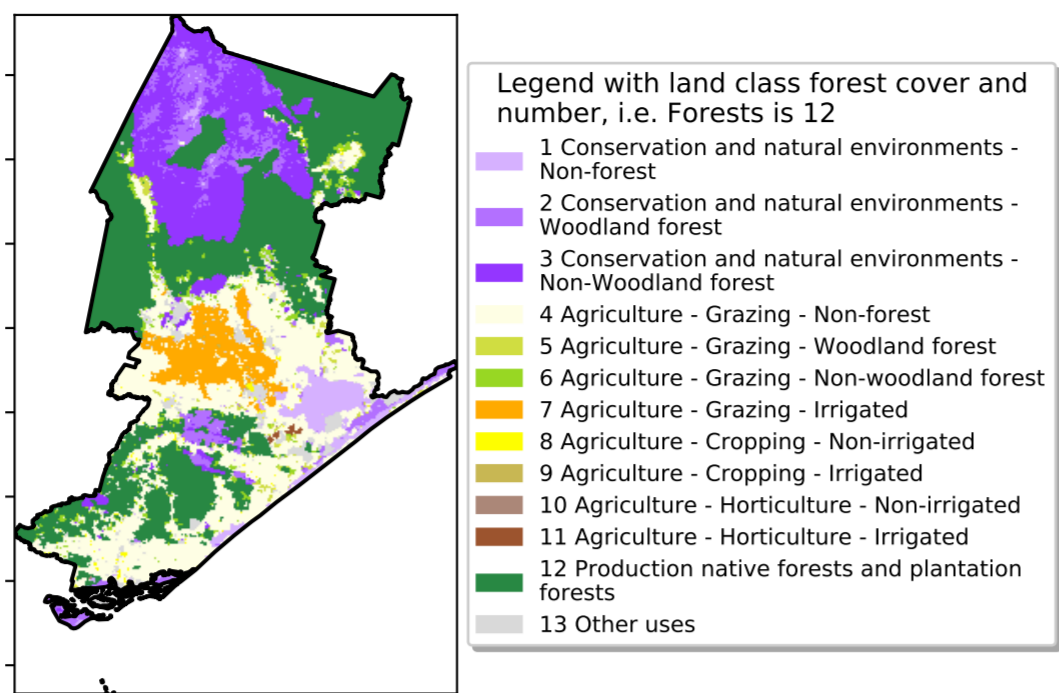 Legend with land class forest cover and
number, i.e. Forests is 12
1 Conservation and natural environments -
Non-forest
2 Conservation and natural environments -
Woodland forest
3 Conservation and natural environments -
Non-Woodland forest
4 Agriculture - Grazing - Non-forest
5 Agriculture - Grazing - Woodland forest
6 Agriculture - Grazing - Non-woodland forest
7 Agriculture - Grazing - Irrigated
8 Agriculture - Cropping - Non-irrigated
9 Agriculture - Cropping - Irrigated
10 Agriculture - Horticulture - Non-irrigated
11 Agriculture - Horticulture - Irrigated
12 Production native forests and plantation
forests
13 Other uses